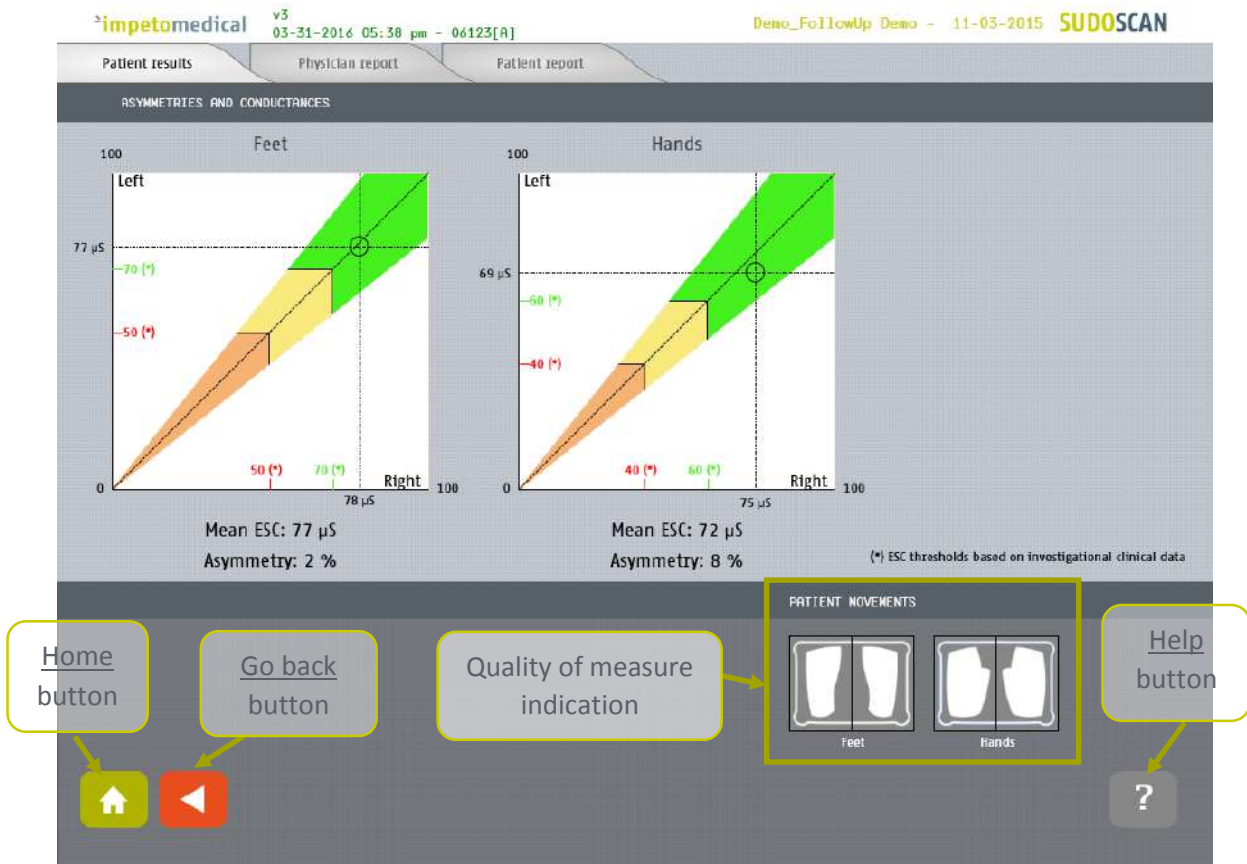 impetomedical
v3
03-31-2016 05:38 pm - 06123[A]
Demo_FollowUp Demo - 11-03-2015
SUDOSCAN
Patient results
Physician report
Patient report
ASYMMETRIES AND CONDUCTANCES
Feet
100
Left
77 µS
70 (*)
50 (*)
0
50 (*)
70 (*)
Right
100
78 µS
Mean ESC: 77 µS
Asymmetry: 2 %
Hands
100
Left
69 µS
60 (*)
40 (*)
0
40 (*)
60 (*)
Right
100
75 µS
Mean ESC: 72 µS
Asymmetry: 8 %
(*) ESC thresholds based on investigational clinical data
PATIENT MOVEMENTS
Feet
Hands
Home
button
Go back
button
Quality of measure
indication
Help
button
?